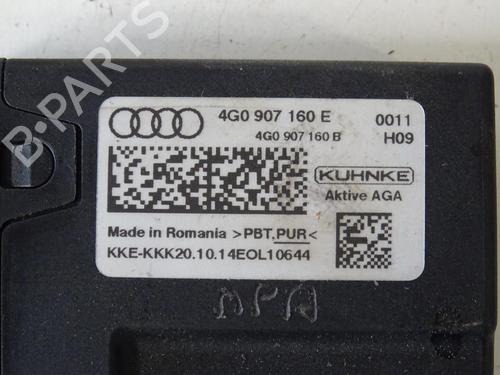 B-PARTS
4G0 907 160 E 0011
4G0 907 160 B H09
KUHNKE
Aktive AGA
Made in Romania >PBT,PUR<
KKE-KKK20.10.14EOL10644